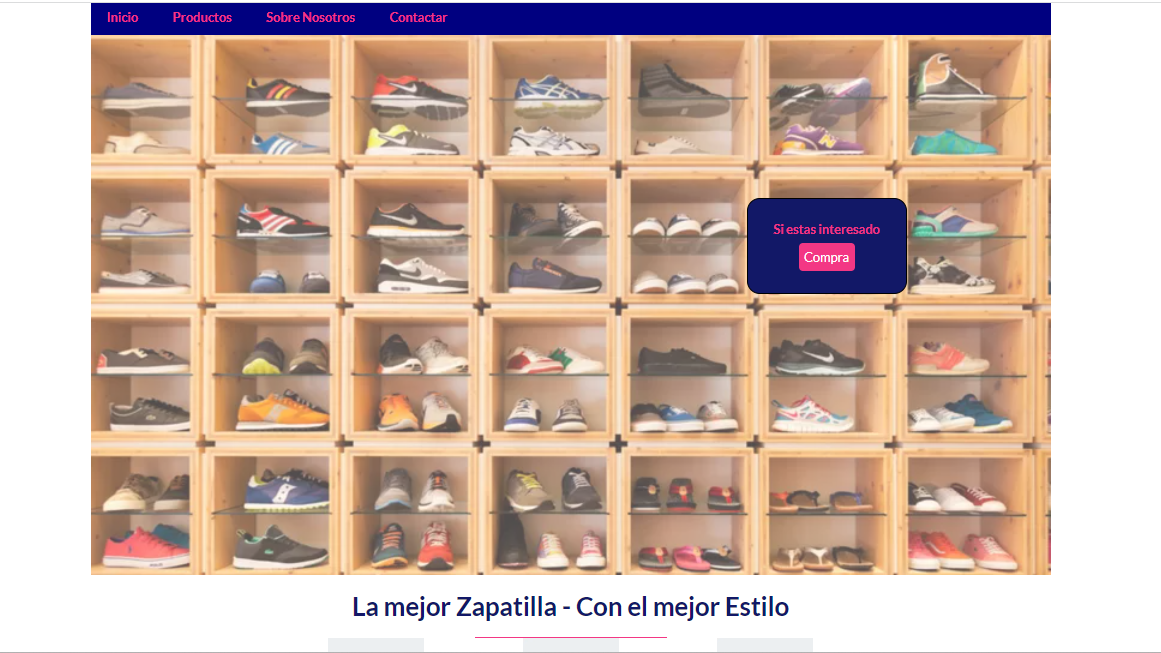 Inicio Productos Sobre Nosotros Contactar
Si estas interesado
Compra
La mejor Zapatilla - Con el mejor Estilo